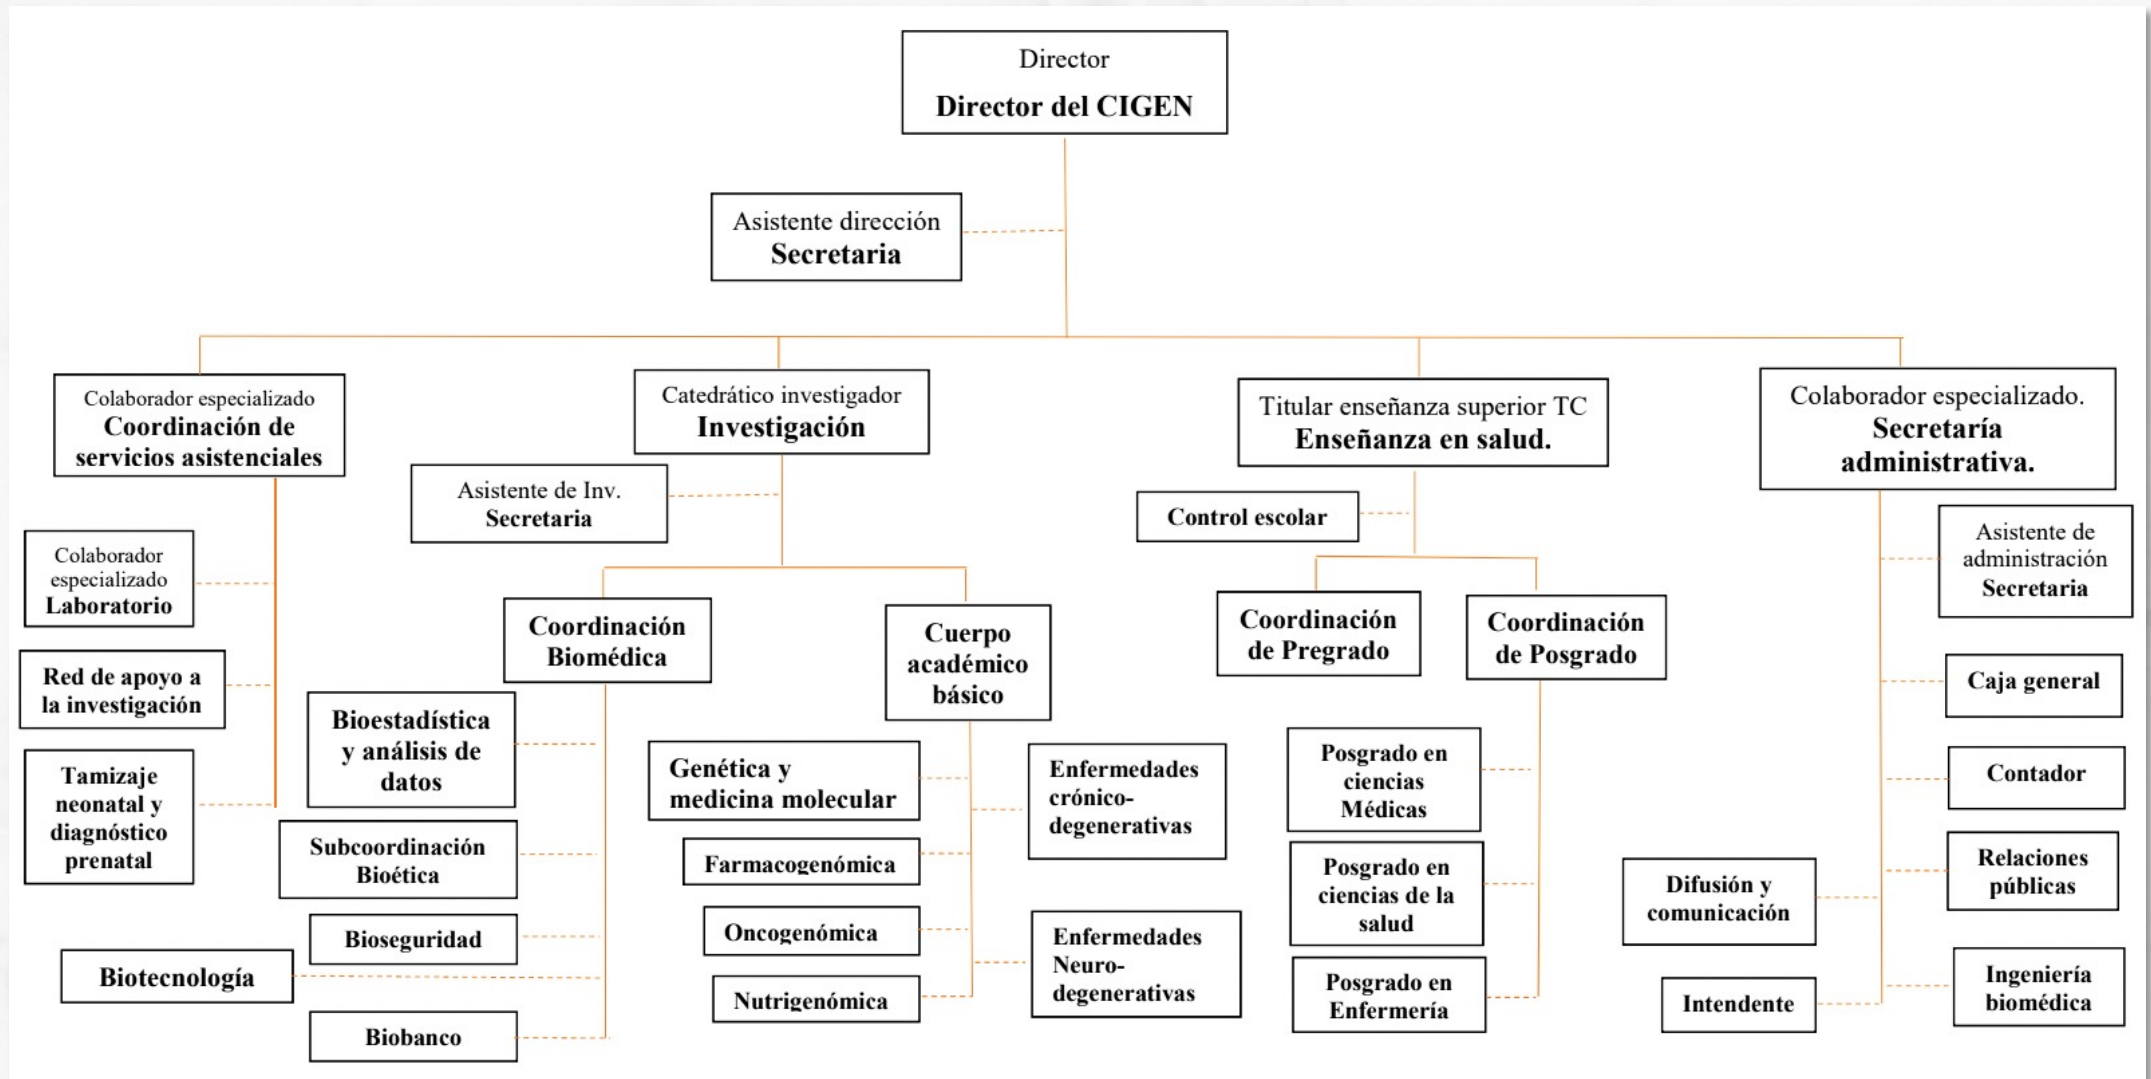 Director
Director del CIGEN
Asistente dirección
Secretaria
Colaborador especializado
Coordinación de
servicios asistenciales
Catedrático investigador
Investigación
Titular enseñanza superior TC
Enseñanza en salud.
Colaborador especializado.
Secretaría
administrativa.
Colaborador
especializado
Laboratorio
Red de apoyo a
la investigación
Tamizaje
neonatal y
diagnóstico
prenatal
Asistente de Inv.
Secretaria
Coordinación
Biomédica
Bioestadística
y análisis de
datos
Subcoordinación
Bioética
Bioseguridad
Biotecnología
Biobanco
Cuerpo
académico
básico
Genética y
medicina molecular
Farmacogenómica
Oncogenómica
Nutrigenómica
Enfermedades
crónico-
degenerativas
Enfermedades
Neuro-
degenerativas
Control escolar
Coordinación
de Pregrado
Coordinación
de Posgrado
Posgrado en
ciencias
Médicas
Posgrado en
ciencias de la
salud
Posgrado en
Enfermería
Asistente de
administración
Secretaria
Caja general
Contador
Relaciones
públicas
Difusión y
comunicación
Ingeniería
biomédica
Intendente